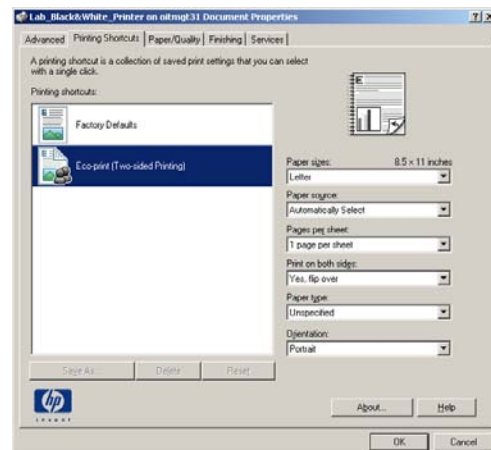 Lab_Black&White_Printer on oitmgt31 Document Properties
Advanced Printing Shortcuts Paper/Quality Finishing Services
A printing shortcut is a collection of saved print settings that you can select
with a single click.
Printing shortcuts:
Factory Defaults
Eco-print (Two-sided Printing)
Paper sizes: 8.5 × 11 inches
Letter
Paper source:
Automatically Select
Pages per sheet:
1 page per sheet
Print on both sides:
Yes, flip over
Paper type:
Unspecified
Orientation:
Portrait
Save As... Delete Reset
hp
invent
About... Help
OK Cancel